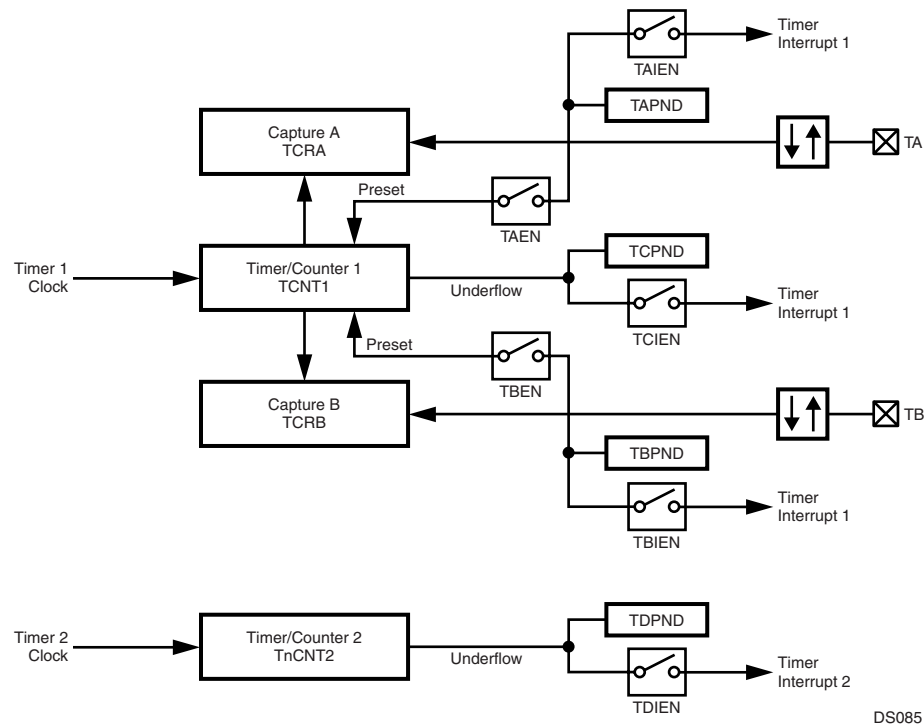 Timer
Interrupt 1
TAIEN
TAPND
Capture A
TCRA
TA
Preset
TAEN
Timer 1
Clock
Timer/Counter 1
TCNT1
Underflow
TCPND
Timer
Interrupt 1
TCIEN
Preset
TBEN
Capture B
TCRB
TB
TBPND
Timer
Interrupt 1
TBIEN
Timer 2
Clock
Timer/Counter 2
TnCNT2
Underflow
TDPND
Timer
Interrupt 2
TDIEN
DS085